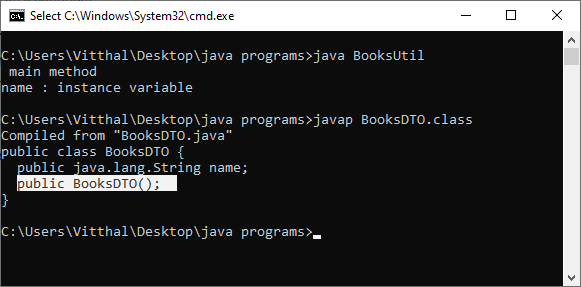 Select C:\Windows\System32\cmd.exe
C:\Users\Vitthal\Desktop\java programs>java BooksUtil
 main method
name : instance variable
C:\Users\Vitthal\Desktop\java programs>javap BooksDTO.class
Compiled from "BooksDTO.java"
public class BooksDTO {
  public java.lang.String name;
  public BooksDTO();
}
C:\Users\Vitthal\Desktop\java programs>